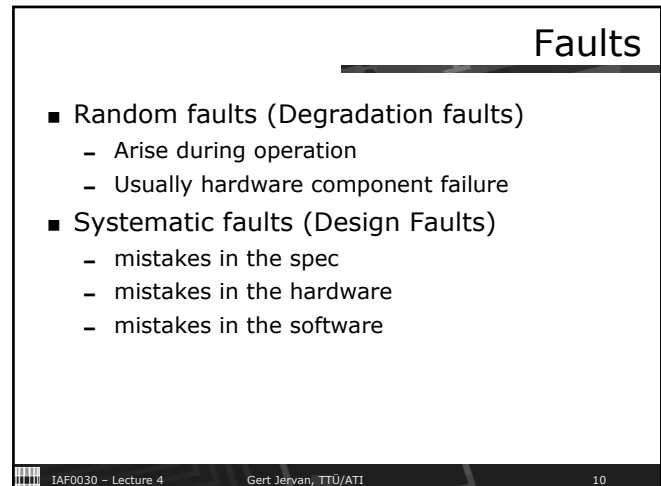 Faults
■ Random faults (Degradation faults)
– Arise during operation
– Usually hardware component failure
■ Systematic faults (Design Faults)
– mistakes in the spec
– mistakes in the hardware
– mistakes in the software
IAF0030 – Lecture 4 Gert Jervan, TTÜ/ATI 10